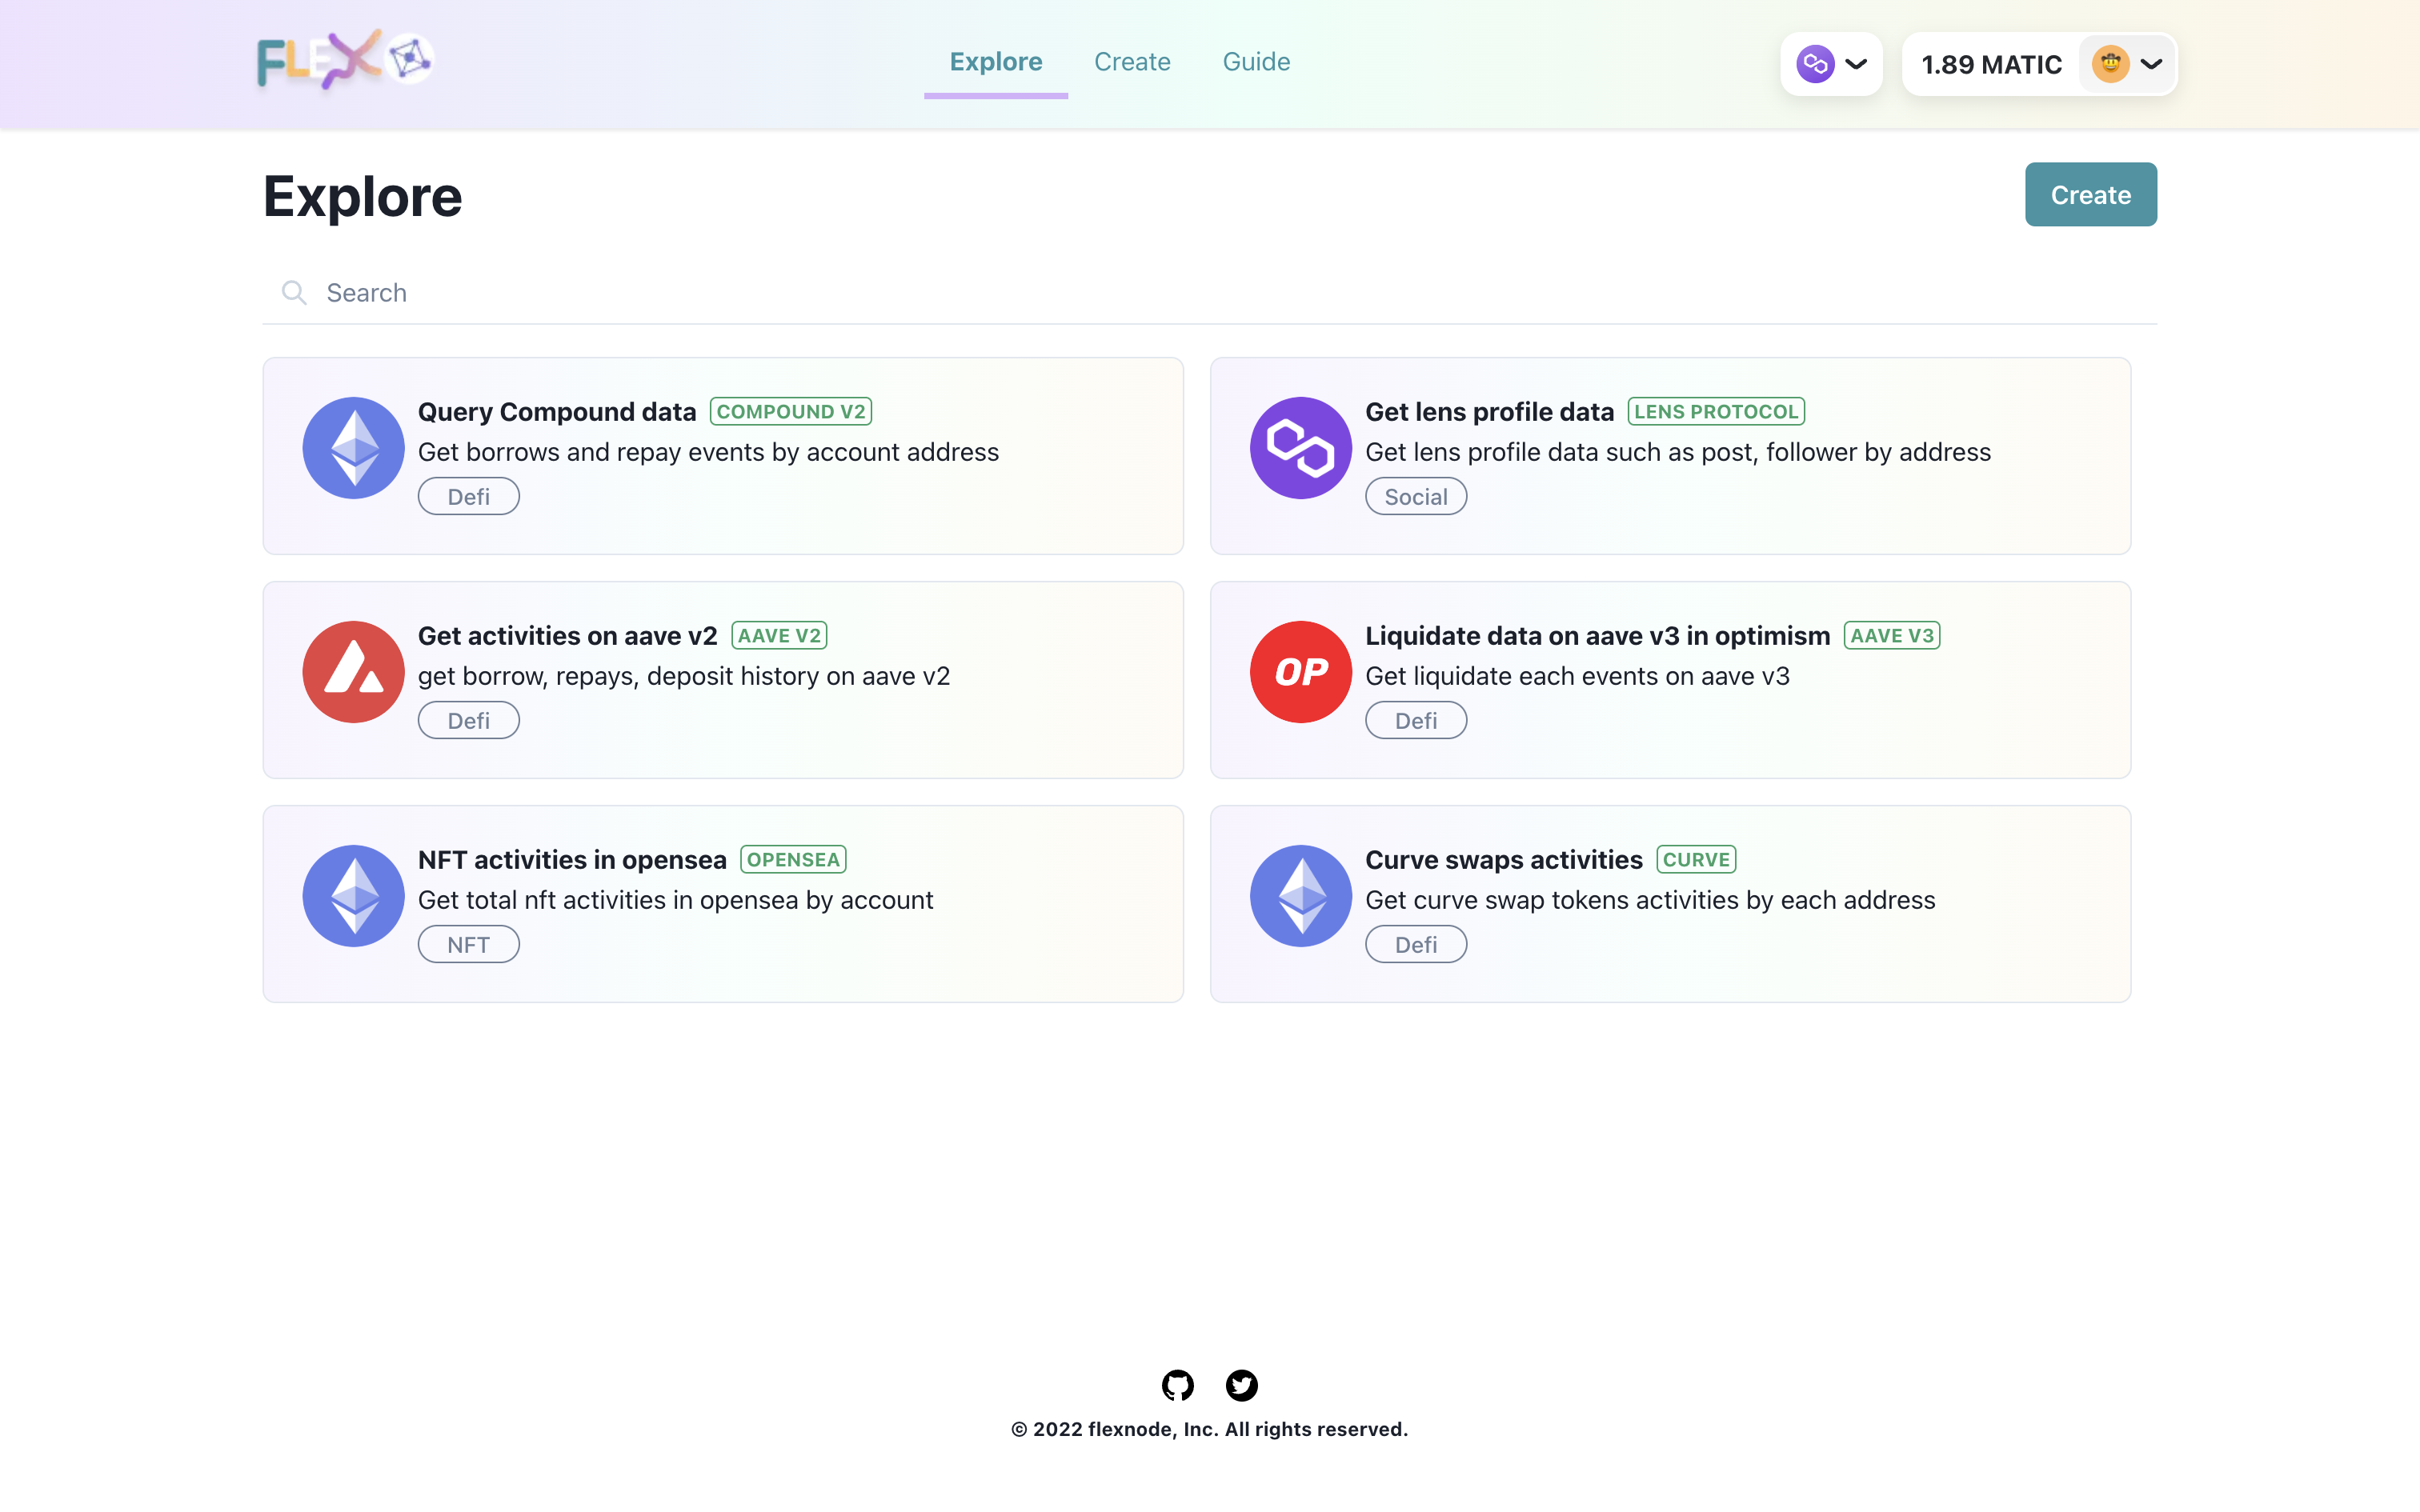 FLEX
Explore
Create
Guide
1.89 MATIC
Explore
Create
Search
Query Compound data COMPOUND V2
Get borrows and repay events by account address
Defi
Get lens profile data LENS PROTOCOL
Get lens profile data such as post, follower by address
Social
Get activities on aave v2 AAVE V2
get borrow, repays, deposit history on aave v2
Defi
OP
Liquidate data on aave v3 in optimism AAVE V3
Get liquidate each events on aave v3
Defi
NFT activities in opensea OPENSEA
Get total nft activities in opensea by account
NFT
Curve swaps activities CURVE
Get curve swap tokens activities by each address
Defi
© 2022 flexnode, Inc. All rights reserved.